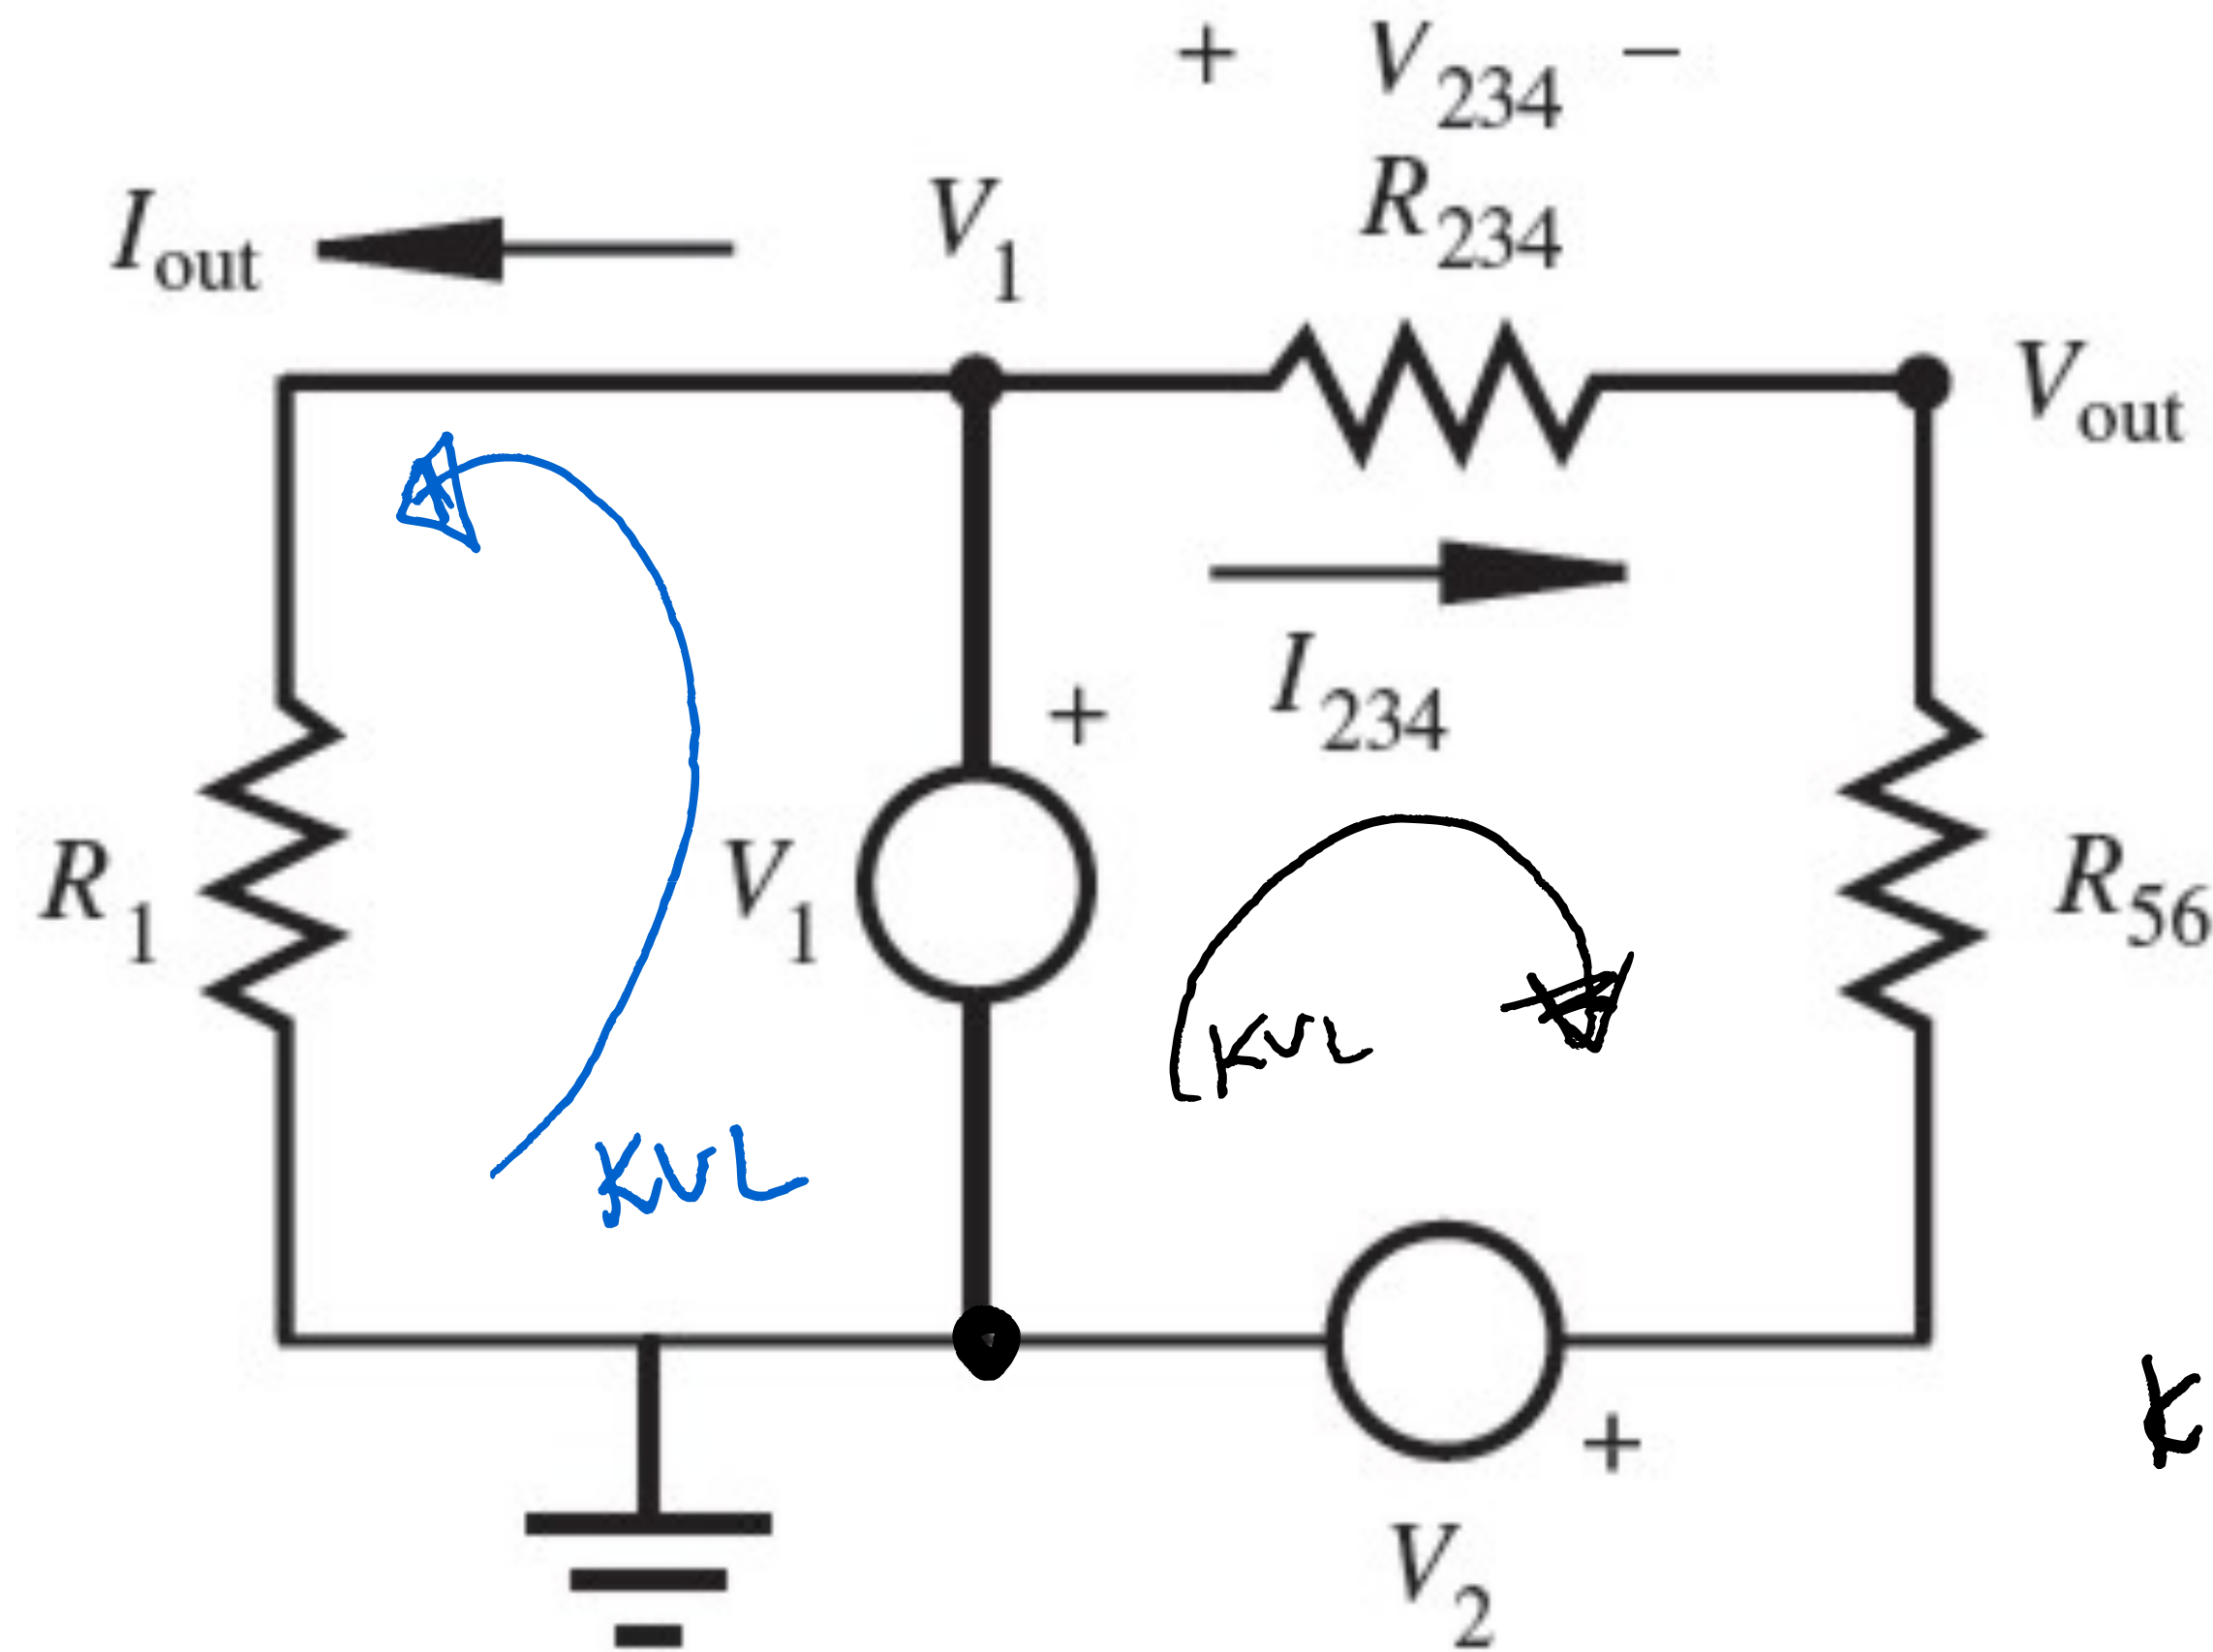 + V234 −
R234
Iout
V1
Vout
+
I234
R1
V1
R56
KVL
KVL
+
K
V2